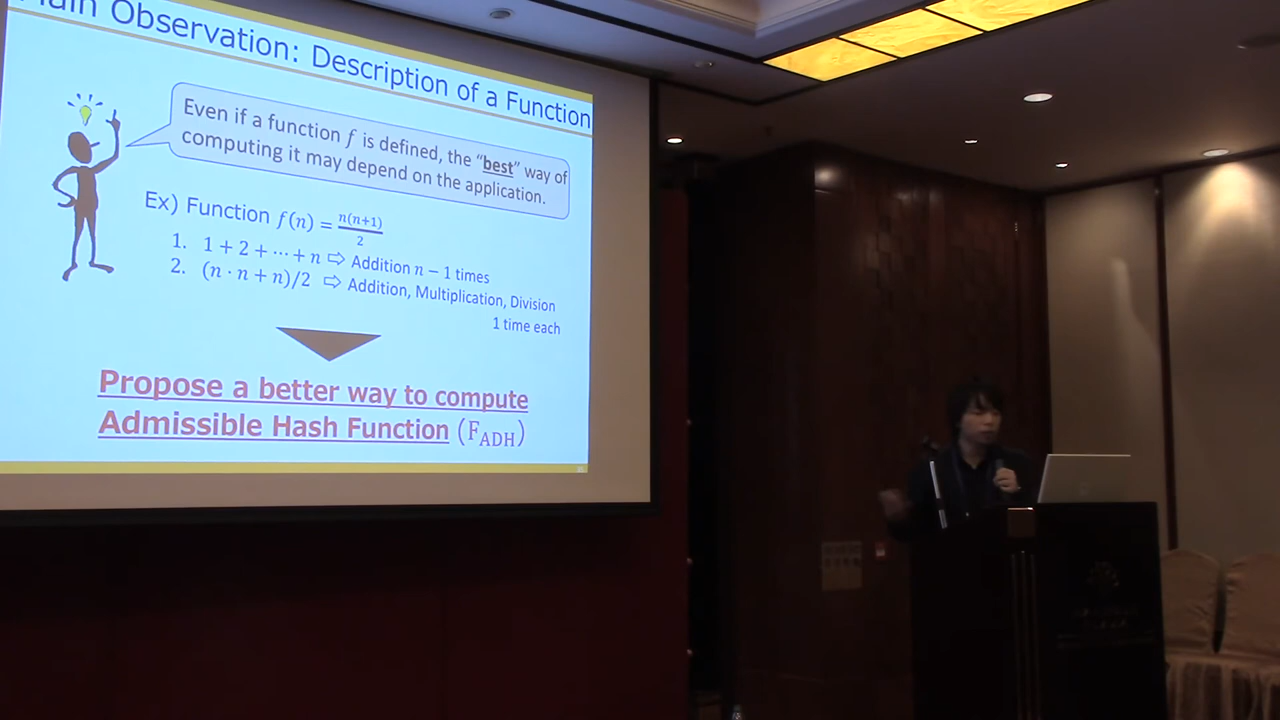 Main Observation: Description of a Function
Even if a function f is defined, the “best” way of
computing it may depend on the application.
Ex) Function f(n) = n(n+1)/2
1. 1 + 2 + ⋯ + n ⇨ Addition n − 1 times
2. (n · n + n)/2 ⇨ Addition, Multiplication, Division
1 time each
Propose a better way to compute
Admissible Hash Function (F_ADH)